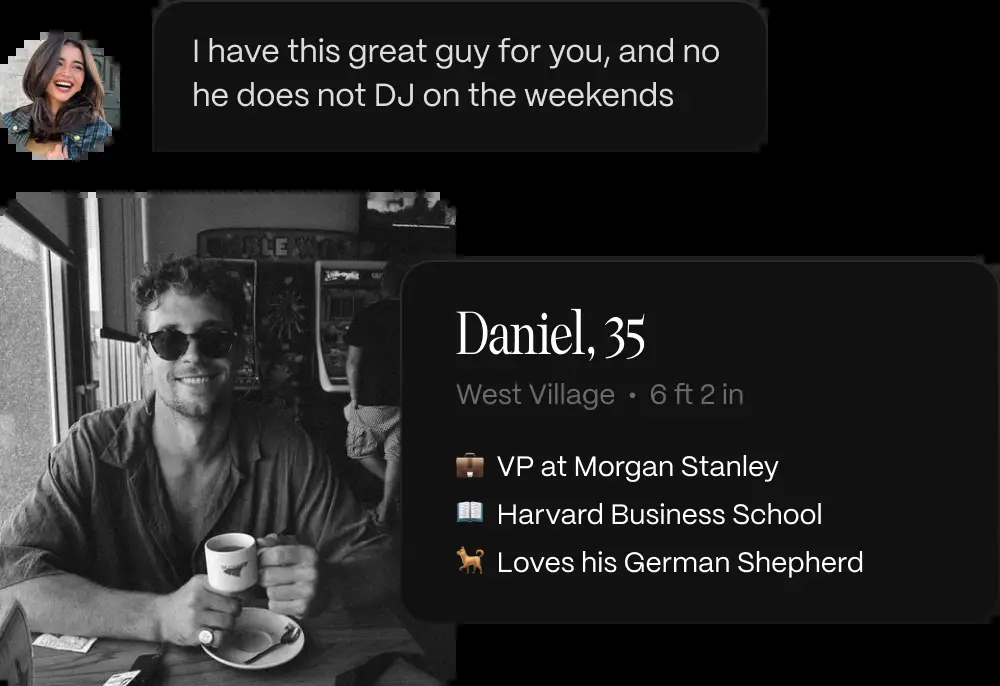 I have this great guy for you, and no
he does not DJ on the weekends
Daniel, 35
West Village • 6 ft 2 in
VP at Morgan Stanley
Harvard Business School
Loves his German Shepherd